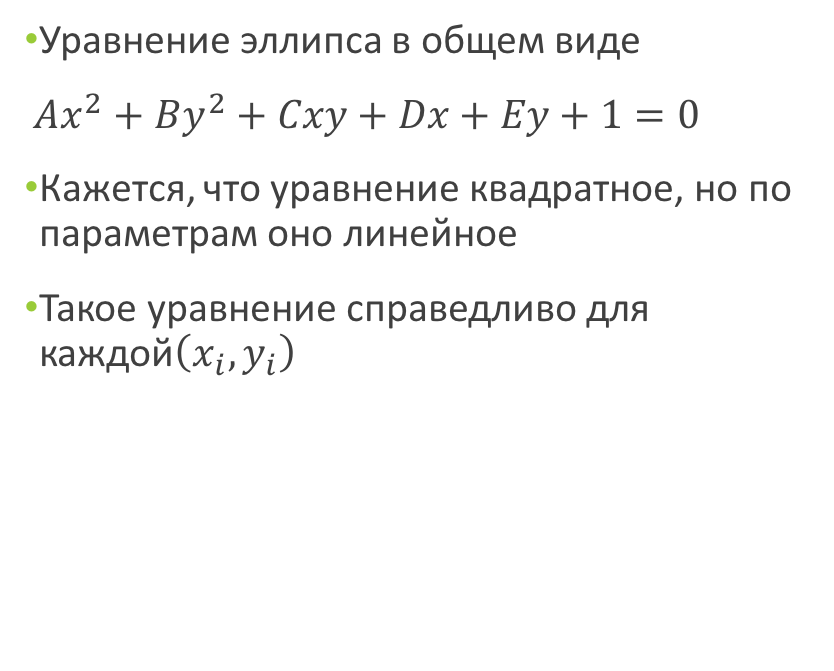 •Уравнение эллипса в общем виде
Ax² + By² + Cxy + Dx + Ey + 1 = 0
•Кажется, что уравнение квадратное, но по
параметрам оно линейное
•Такое уравнение справедливо для
каждой(xᵢ, yᵢ)